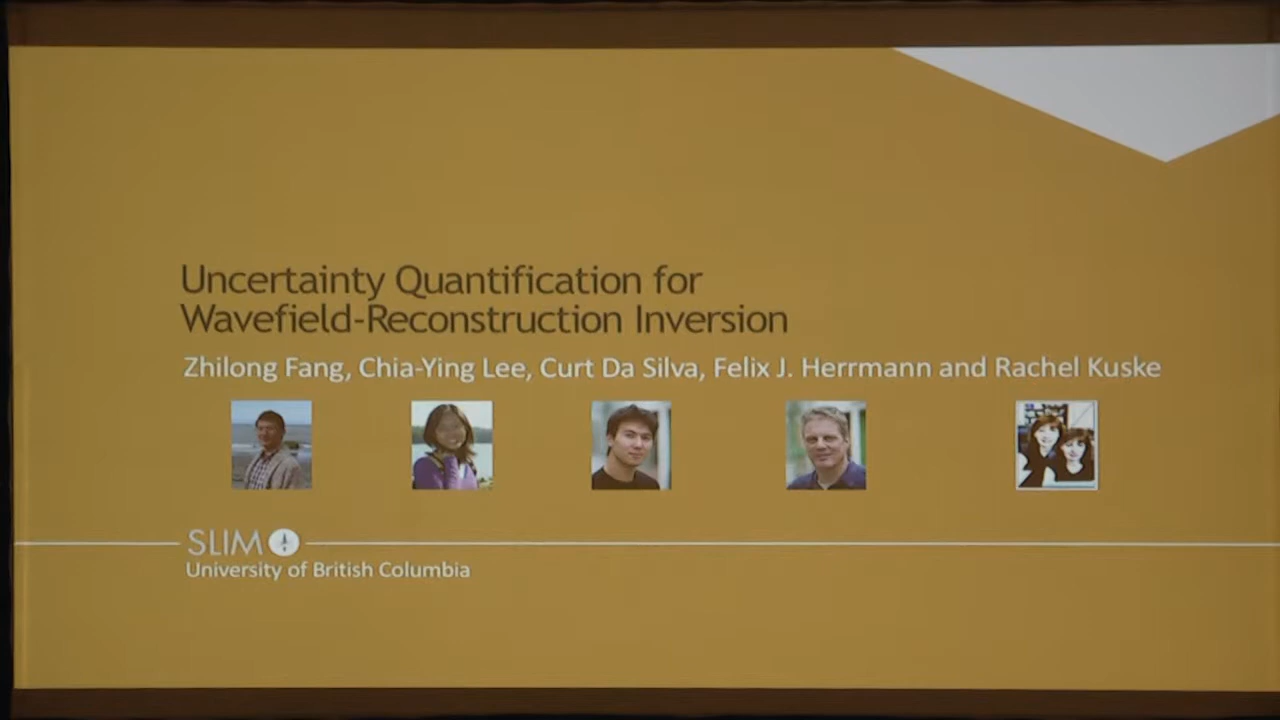 Uncertainty Quantification for
Wavefield-Reconstruction Inversion
Zhilong Fang, Chia-Ying Lee, Curt Da Silva, Felix J. Herrmann and Rachel Kuske
SLIM
University of British Columbia